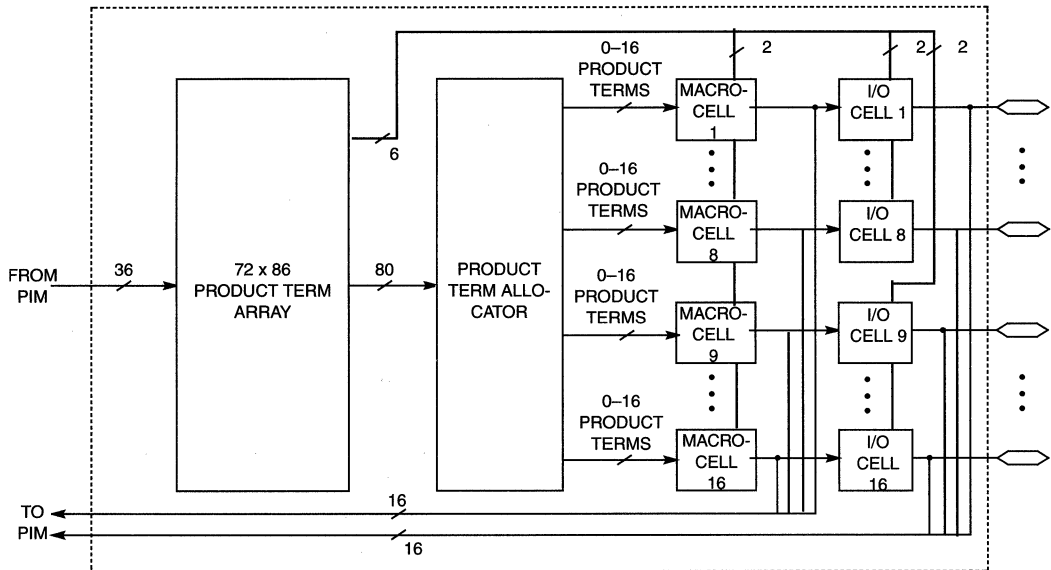 2
2
2
0–16
PRODUCT
TERMS
MACRO-
CELL
1
I/O
CELL 1
6
0–16
PRODUCT
TERMS
MACRO-
CELL
8
I/O
CELL 8
FROM
PIM
36
72 x 86
PRODUCT TERM
ARRAY
80
PRODUCT
TERM ALLO-
CATOR
0–16
PRODUCT
TERMS
MACRO-
CELL
9
I/O
CELL 9
0–16
PRODUCT
TERMS
MACRO-
CELL
16
I/O
CELL
16
TO
PIM
16
16